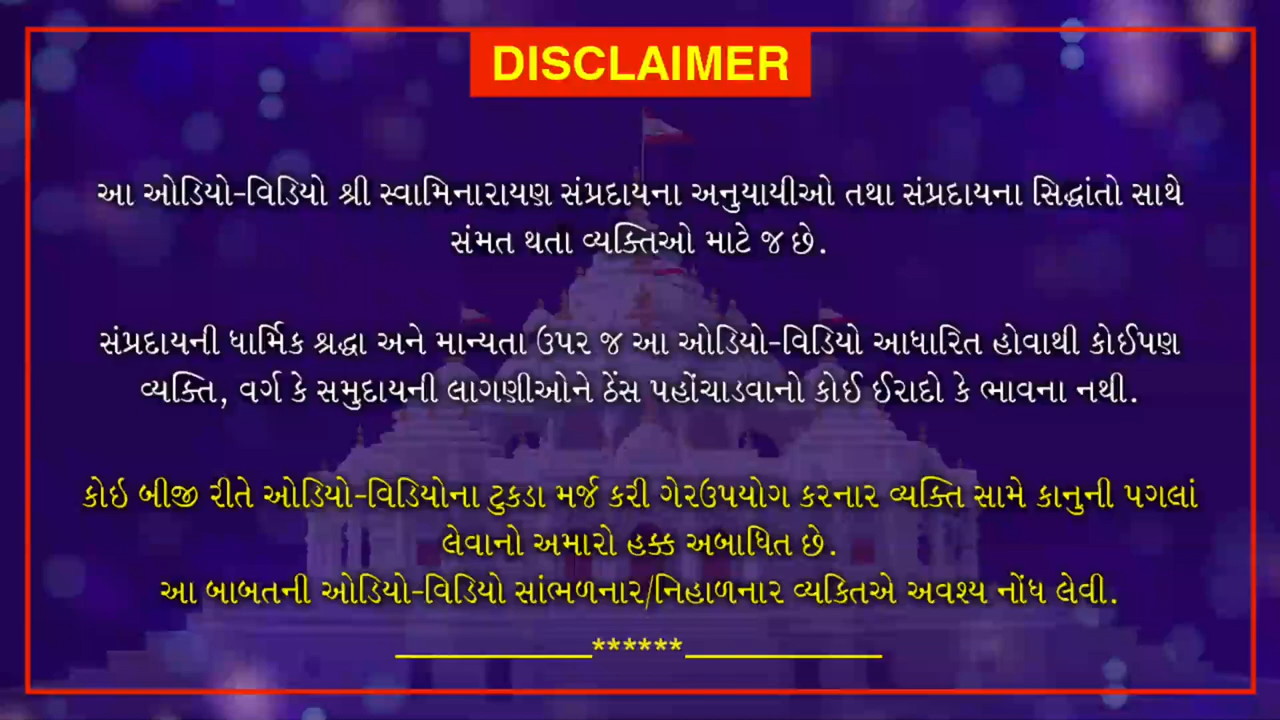 DISCLAIMER
આ ઓડિયો-વિડિયો શ્રી સ્વામિનારાયણ સંપ્રદાયના અનુયાયીઓ તથા સંપ્રદાયના સિદ્ધાંતો સાથે
સંમત થતા વ્યક્તિઓ માટે જ છે.
સંપ્રદાયની ધાર્મિક શ્રદ્ધા અને માન્યતા ઉપર જ આ ઓડિયો-વિડિયો આધારિત હોવાથી કોઈપણ
વ્યક્તિ, વર્ગ કે સમુદાયની લાગણીઓને ઠેંસ પહોંચાડવાનો કોઈ ઈરાદો કે ભાવના નથી.
કોઇ બીજી રીતે ઓડિયો-વિડિયોના ટુકડા મર્જ કરી ગેરઉપયોગ કરનાર વ્યક્તિ સામે કાનુની પગલાં
લેવાનો અમારો હક્ક અબાધિત છે.
આ બાબતની ઓડિયો-વિડિયો સાંભળનાર/નિહાળનાર વ્યકિતએ અવશ્ય નોંધ લેવી.
____________******____________